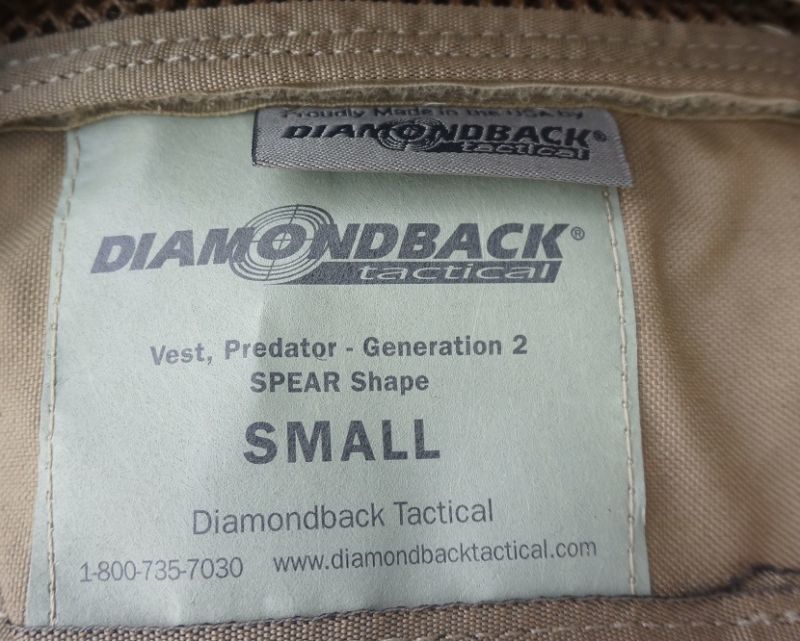 Proudly Made in the USA by
DIAMONDBACK®
tactical
DIAMONDBACK®
tactical
Vest, Predator - Generation 2
SPEAR Shape
SMALL
Diamondback Tactical
1-800-735-7030 www.diamondbacktactical.com